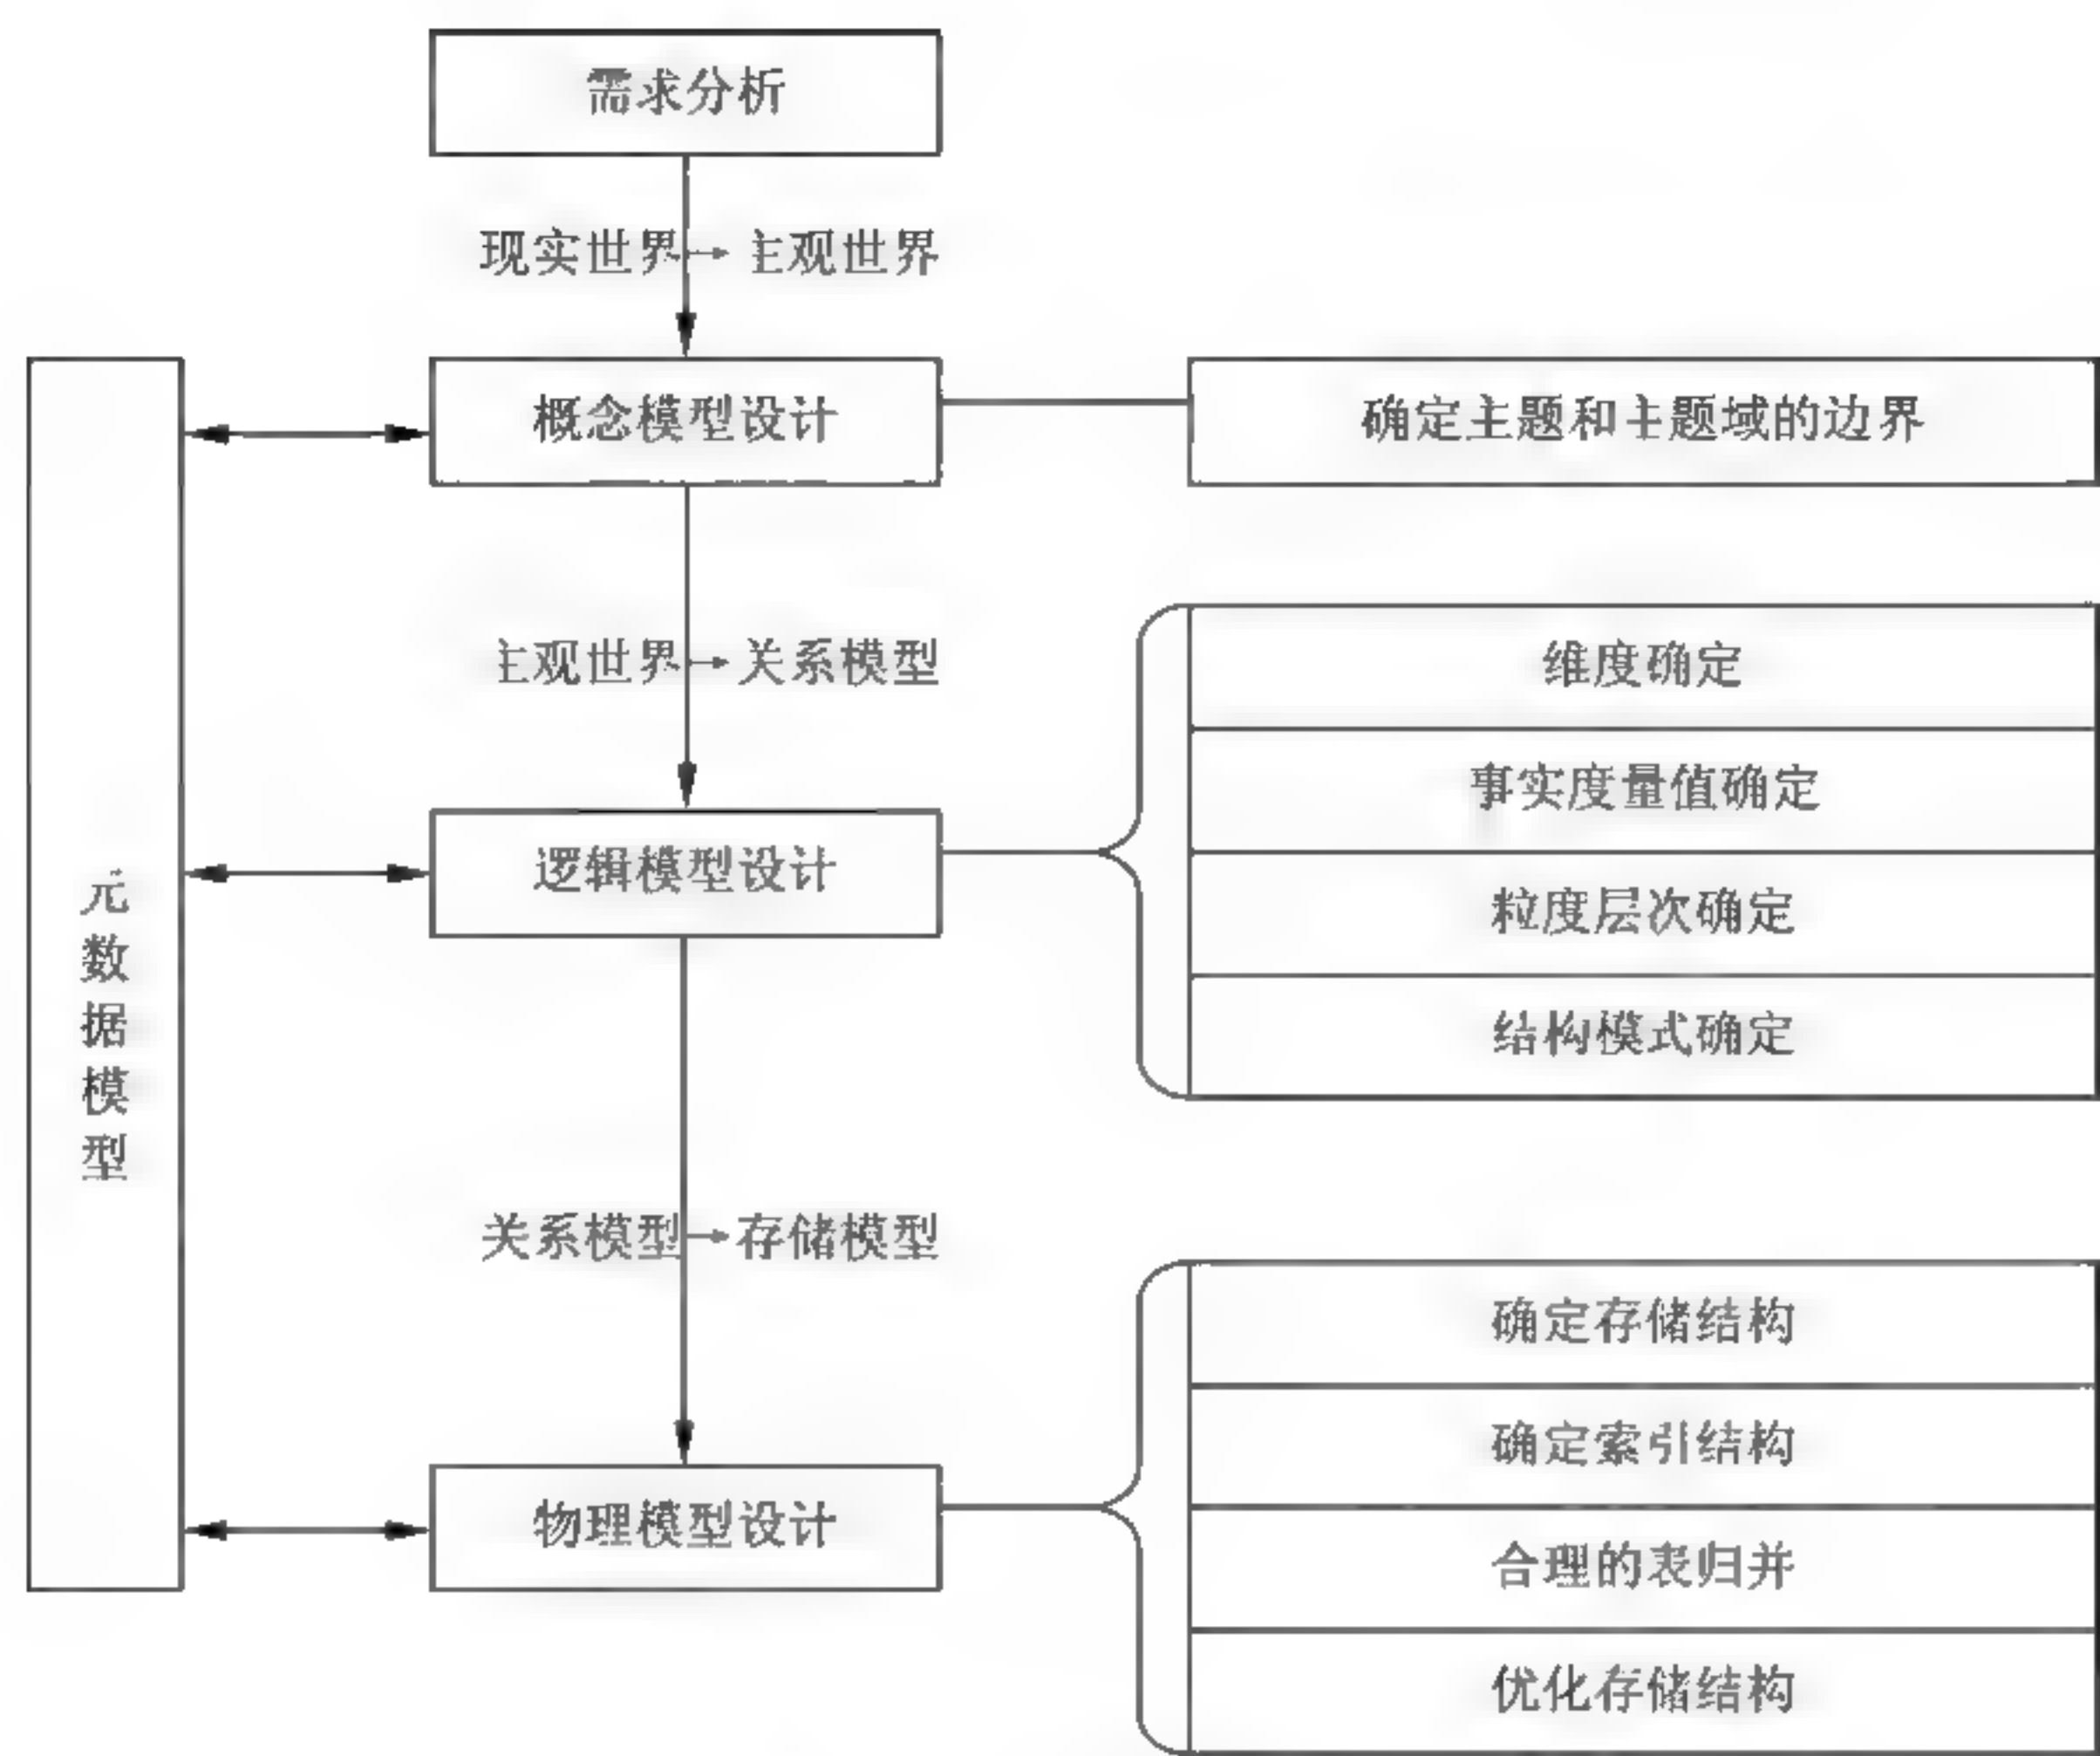 需求分析
现实世界→主观世界
概念模型设计
确定主题和主题域的边界
主观世界→关系模型
维度确定
事实度量值确定
逻辑模型设计
粒度层次确定
结构模式确定
元数据模型
关系模型→存储模型
确定存储结构
确定索引结构
物理模型设计
合理的表归并
优化存储结构